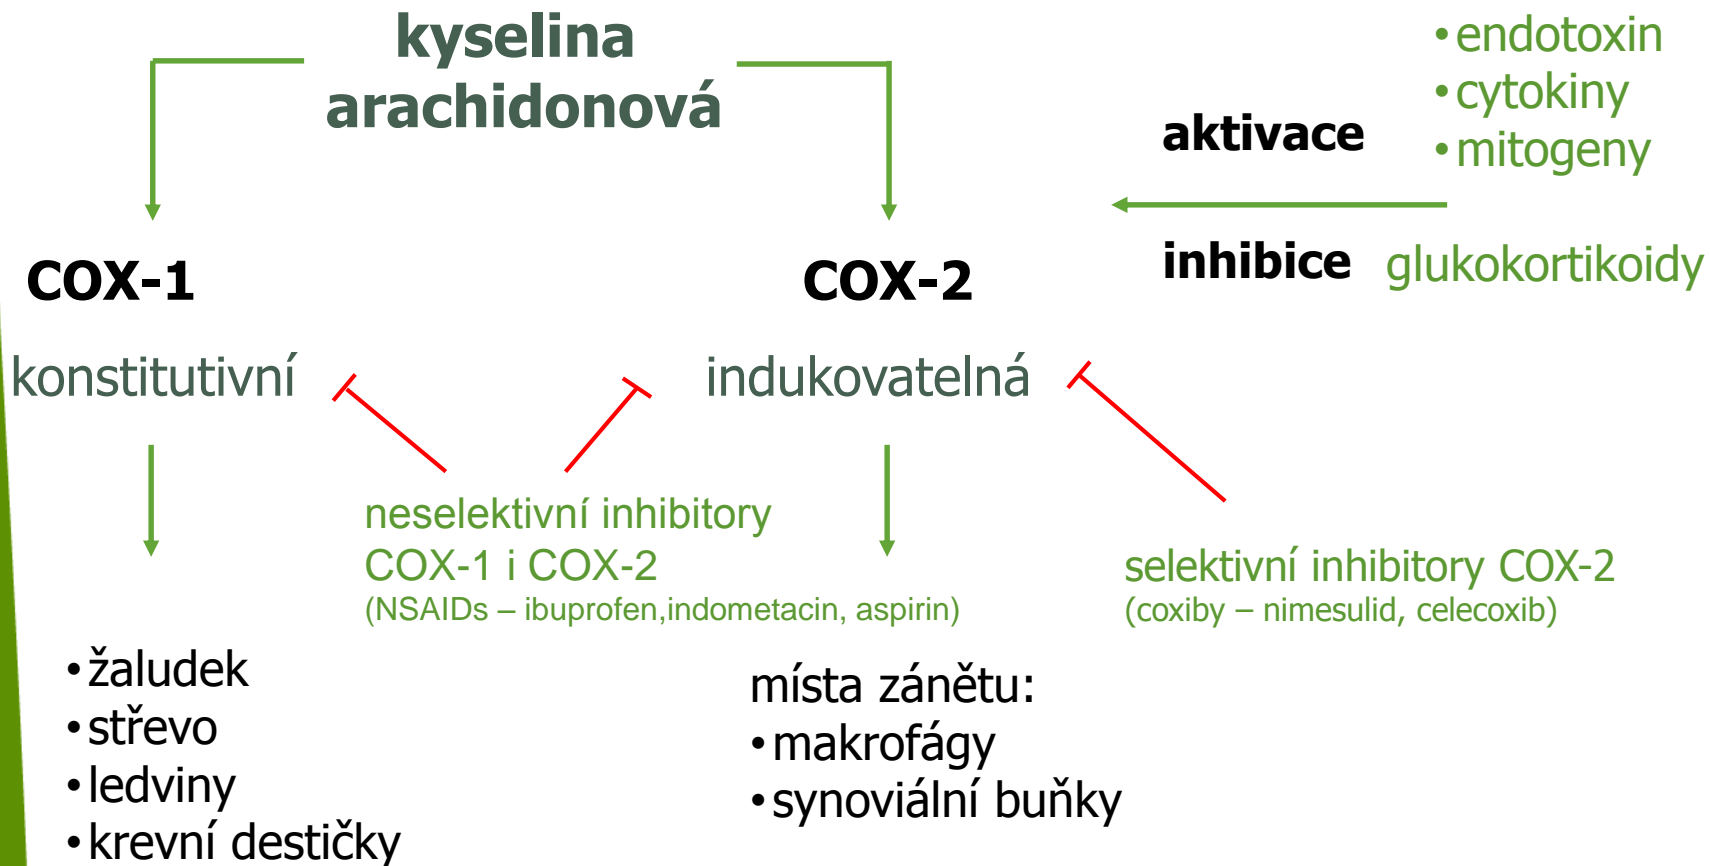 kyselina
arachidonová
• endotoxin
• cytokiny
• mitogeny
aktivace
inhibice glukokortikoidy
COX-1
konstitutivní
COX-2
indukovatelná
neselektivní inhibitory
COX-1 i COX-2
(NSAIDs – ibuprofen,indometacin, aspirin)
selektivní inhibitory COX-2
(coxiby – nimesulid, celecoxib)
• žaludek
• střevo
• ledviny
• krevní destičky
místa zánětu:
• makrofágy
• synoviální buňky